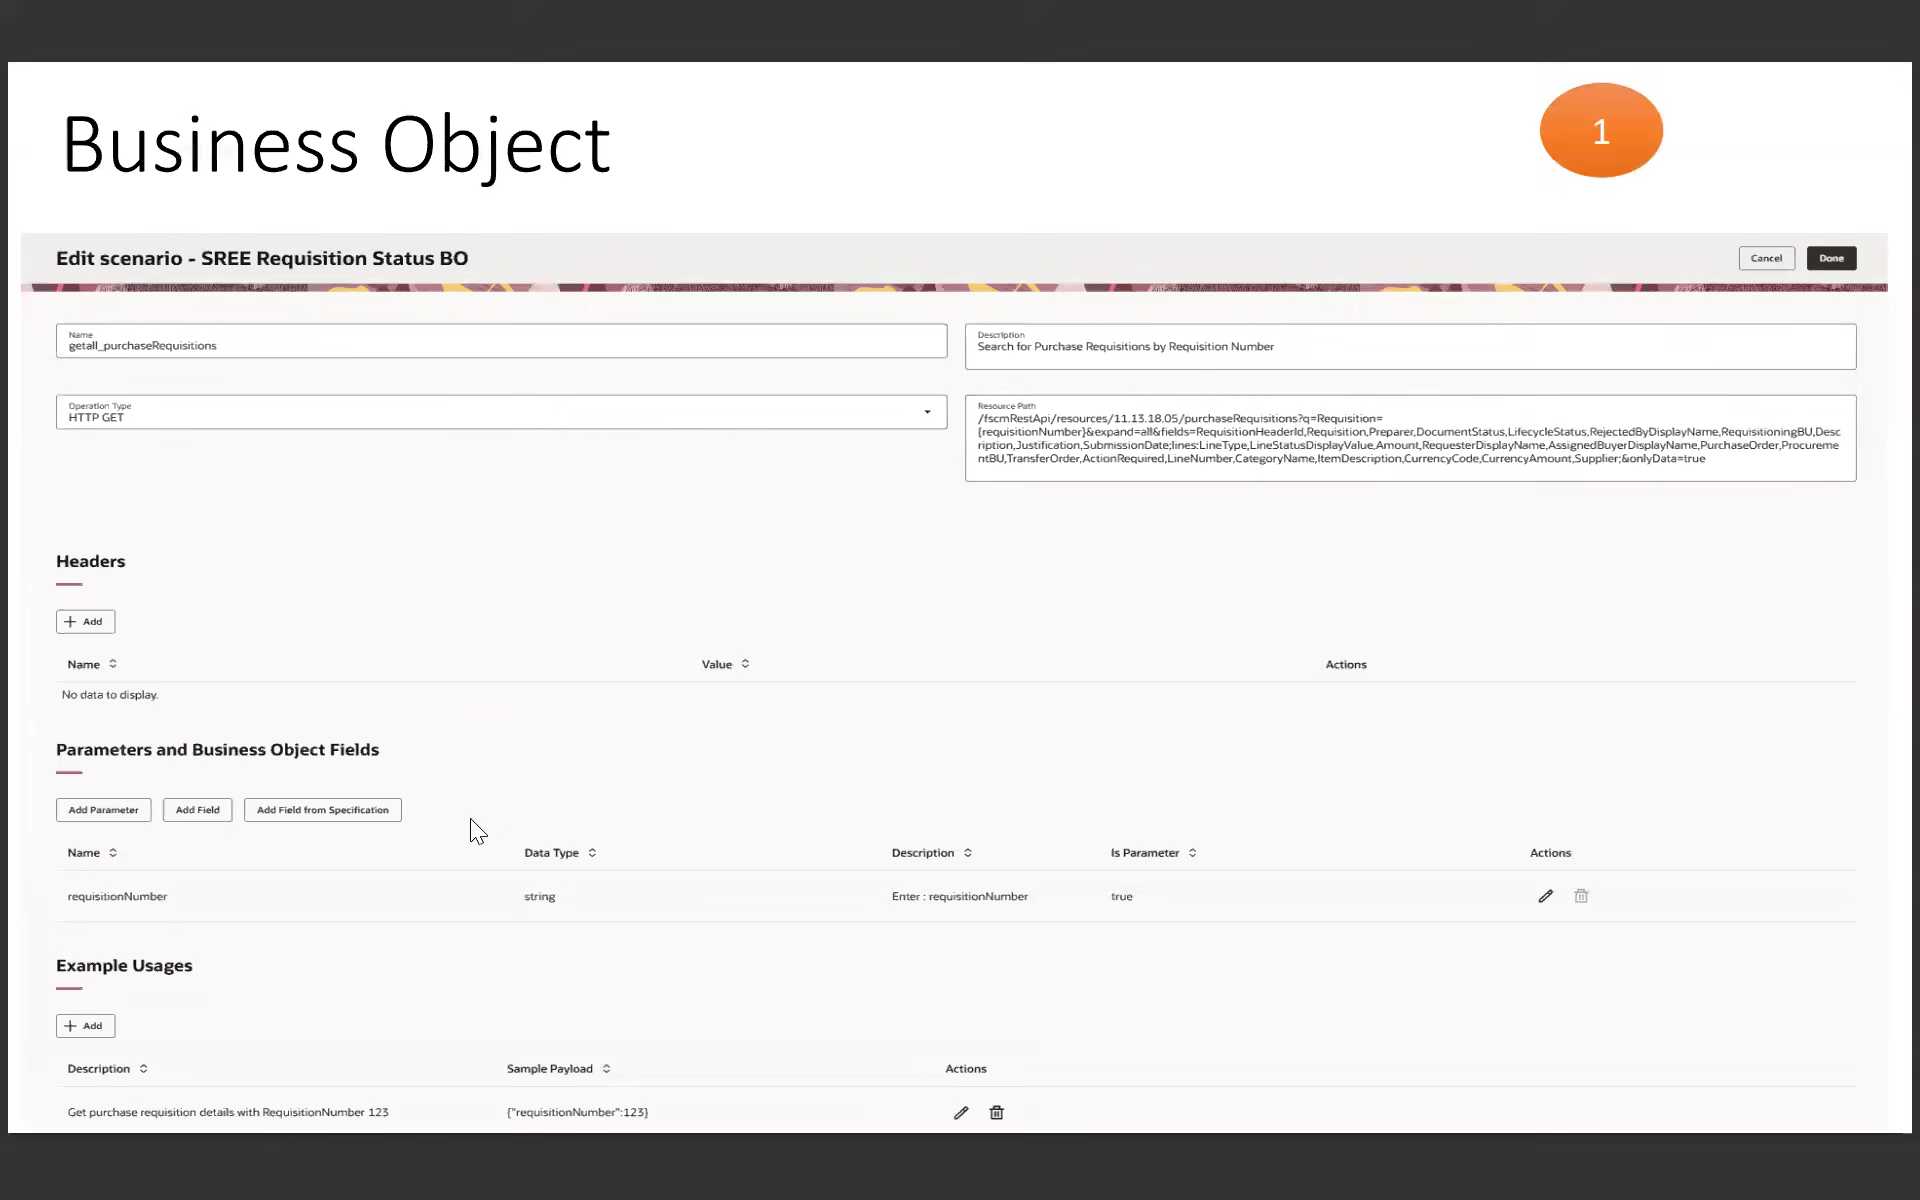 Business Object
1
Edit scenario - SREE Requisition Status BO
Cancel
Done
Name
getall_purchaseRequisitions
Description
Search for Purchase Requisitions by Requisition Number
Operation Type
HTTP GET
Resource Path
/fscmRestApi/resources/11.13.18.05/purchaseRequisitions?q=Requisition=
{requisitionNumber}&expand=all&fields=RequisitionHeaderId,Requisition,Preparer,DocumentStatus,LifecycleStatus,RejectedByDisplayName,RequisitioningBU,Desc
ription,Justification,SubmissionDate;lines:LineType,LineStatusDisplayValue,Amount,RequesterDisplayName,AssignedBuyerDisplayName,PurchaseOrder,Procureme
ntBU,TransferOrder,ActionRequired,LineNumber,CategoryName,ItemDescription,CurrencyCode,CurrencyAmount,Supplier;&onlyData=true
Headers
Add
Name Value Actions
No data to display.
Parameters and Business Object Fields
Add Parameter Add Field Add Field from Specification
Name Data Type Description Is Parameter Actions
requisitionNumber string Enter : requisitionNumber true
Example Usages
Add
Description Sample Payload Actions
Get purchase requisition details with RequisitionNumber 123 {"requisitionNumber":123}